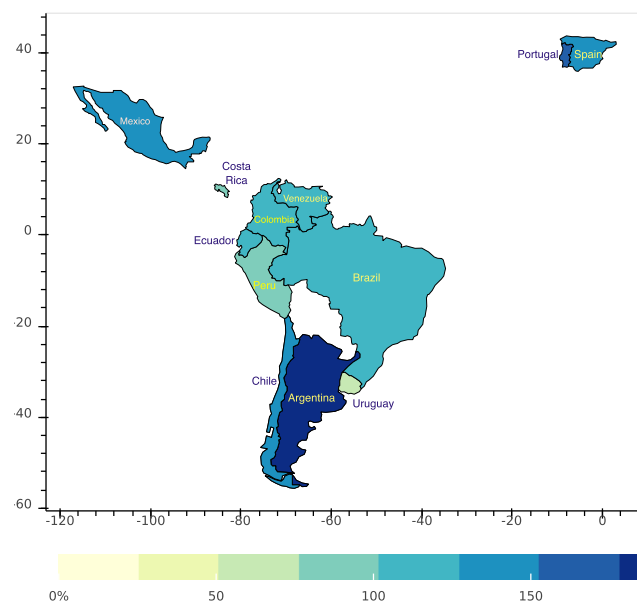 40
Portugal
Spain
Mexico
20
Costa
Rica
Venezuela
Colombia
0
Ecuador
Brazil
Peru
-20
Chile
Argentina
Uruguay
-40
-60
-120 -100 -80 -60 -40 -20 0
0% 50 100 150